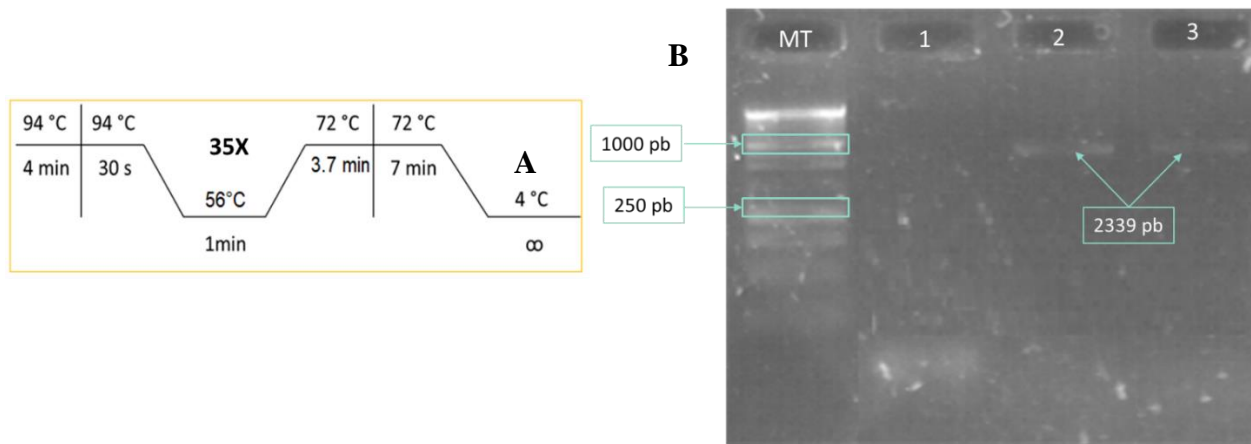 A
94 °C 94 °C 35X 72 °C 72 °C
4 min 30 s 3.7 min 7 min
56°C 4 °C
1min ∞
B
MT 1 2 3
1000 pb
250 pb
2339 pb